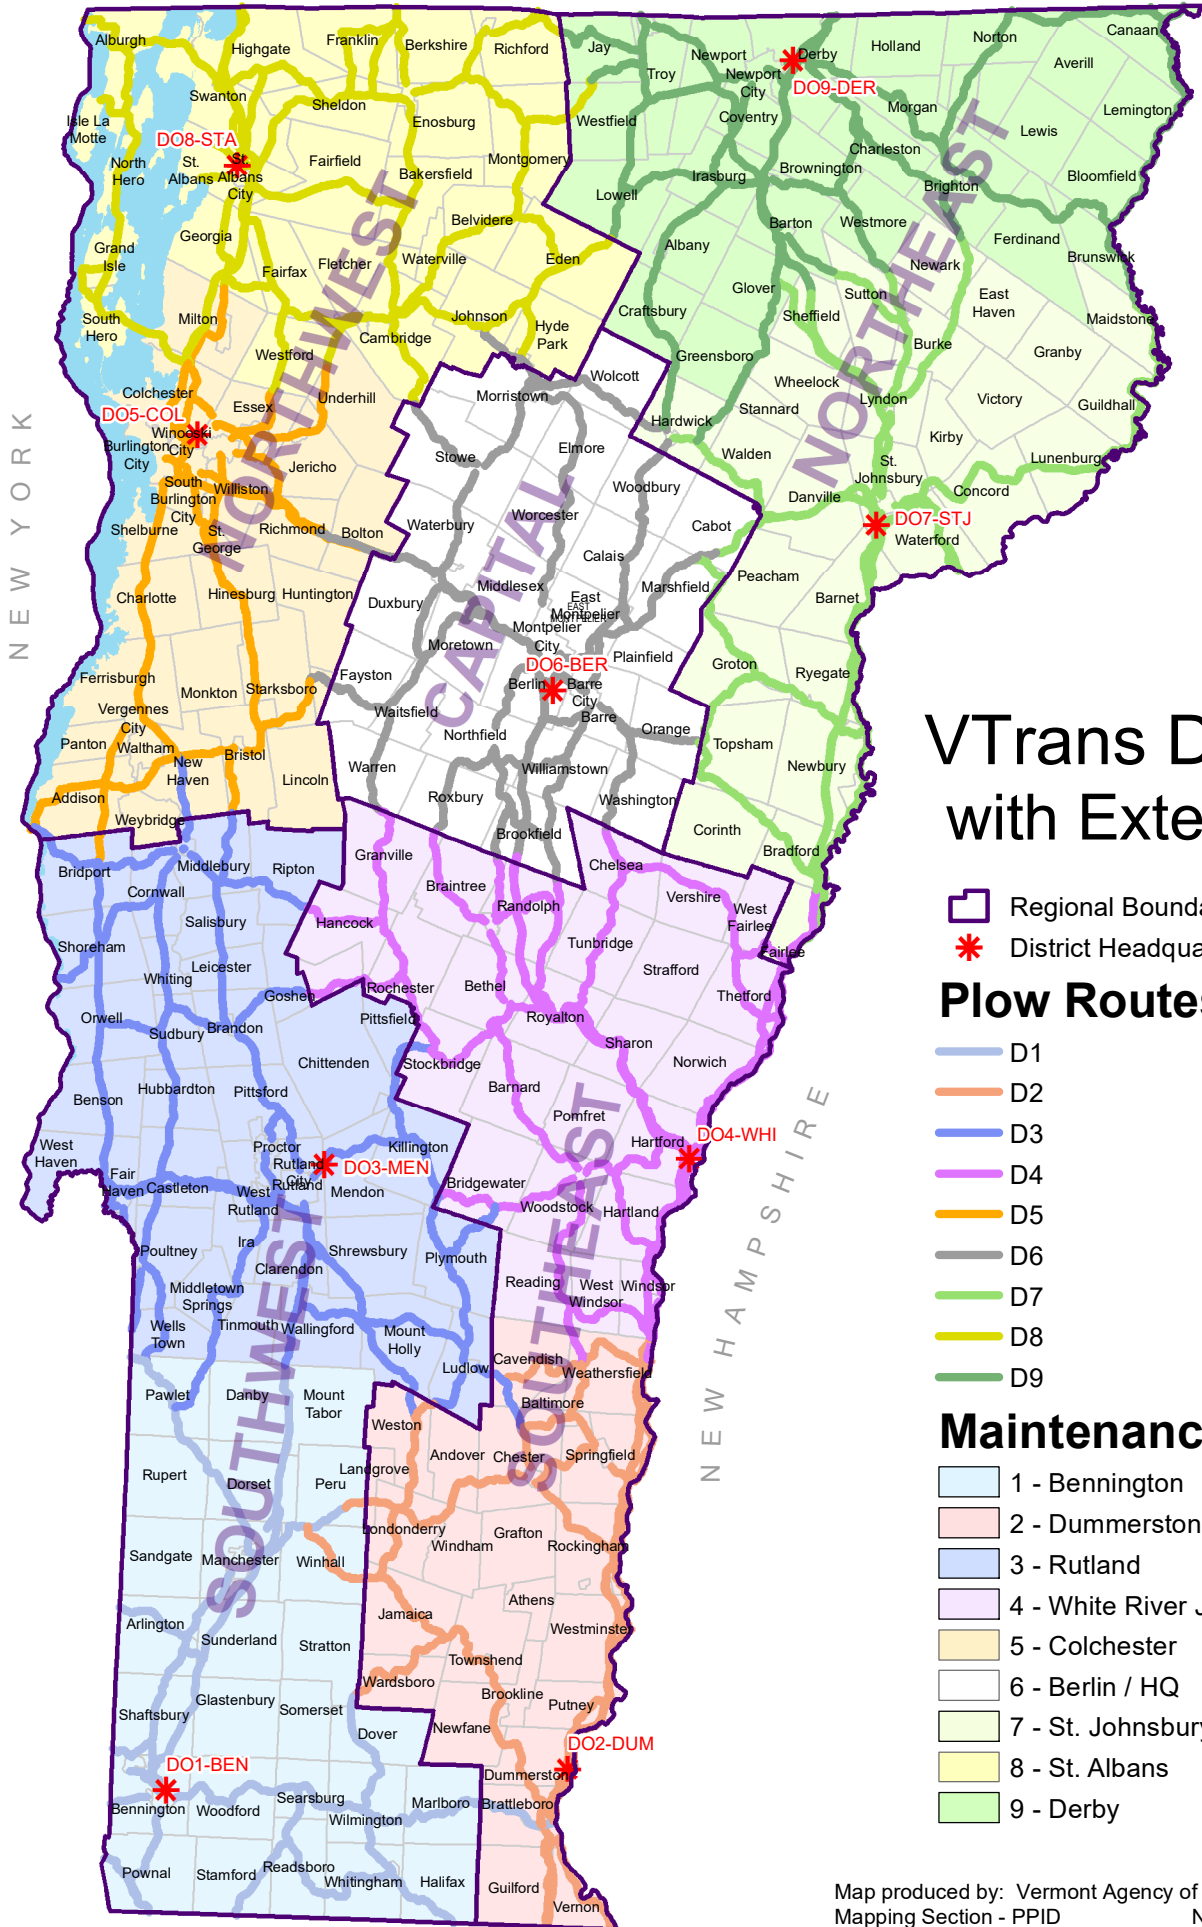 Alburgh
Highgate
Franklin
Berkshire
Richford
Jay
Troy
Newport
Newport
City
Derby
DO9-DER
Holland
Norton
Canaan
Averill
Lemington
Lewis
Morgan
Swanton
Sheldon
Enosburg
Westfield
Coventry
Isle La
Motte
DO8-STA
North
Hero
St.
Albans
St.
Albans
City
Fairfield
Bakersfield
Montgomery
Lowell
Irasburg
Brownington
Charleston
Brighton
Bloomfield
Belvidere
Barton
Westmore
Ferdinand
Brunswick
Georgia
Grand
Isle
Fairfax
Fletcher
Waterville
Eden
Albany
Newark
Glover
Sutton
East
Haven
Maidstone
South
Hero
Milton
Westford
Cambridge
Johnson
Hyde
Park
Craftsbury
Greensboro
Sheffield
Burke
Granby
Wheelock
Lyndon
Victory
Guildhall
Colchester
DO5-COL
Essex
Underhill
Morristown
Wolcott
Hardwick
Stannard
Kirby
Winooski
City
Burlington
City
Jericho
Stowe
Elmore
Woodbury
Walden
St.
Johnsbury
Lunenburg
Concord
Danville
South
Burlington
City
Williston
Shelburne
St.
George
Richmond
Bolton
Waterbury
Worcester
Cabot
DO7-STJ
Waterford
Calais
Middlesex
Marshfield
Peacham
Barnet
East
Montpelier
EAST
MONTPELIER
Montpelier
City
Charlotte
Hinesburg
Huntington
Duxbury
Moretown
Plainfield
DO6-BER
Berlin
Barre
City
Barre
Groton
Ryegate
Ferrisburgh
Monkton
Starksboro
Fayston
Waitsfield
Northfield
Orange
Topsham
Newbury
Vergennes
City
Panton
Waltham
New
Haven
Bristol
Lincoln
Warren
Williamstown
Washington
Roxbury
Addison
Weybridge
Brookfield
Corinth
Bradford
Bridport
Middlebury
Ripton
Granville
Chelsea
Cornwall
Salisbury
Hancock
Braintree
Randolph
Vershire
West
Fairlee
Fairlee
Tunbridge
Strafford
Thetford
Shoreham
Whiting
Leicester
Goshen
Rochester
Bethel
Royalton
Orwell
Sudbury
Brandon
Pittsfield
Sharon
Norwich
Chittenden
Stockbridge
Barnard
Hubbardton
Pittsford
Benson
Pomfret
West
Haven
Proctor
Rutland
City
Rutland
DO3-MEN
Killington
Hartford
DO4-WHI
Fair
Haven
Castleton
West
Rutland
Mendon
Bridgewater
Woodstock
Hartland
Poultney
Ira
Clarendon
Shrewsbury
Plymouth
Reading
West
Windsor
Windsor
Middletown
Springs
Tinmouth
Wallingford
Mount
Holly
Ludlow
Wells
Town
Cavendish
Weathersfield
Baltimore
Pawlet
Danby
Mount
Tabor
Weston
Andover
Chester
Springfield
Rupert
Dorset
Peru
Landgrove
Londonderry
Windham
Grafton
Rockingham
Sandgate
Manchester
Winhall
Jamaica
Athens
Westminster
Arlington
Sunderland
Stratton
Townshend
Wardsboro
Brookline
Putney
Shaftsbury
Glastenbury
Somerset
Dover
Newfane
DO2-DUM
Dummerston
DO1-BEN
Bennington
Woodford
Searsburg
Wilmington
Marlboro
Brattleboro
Pownal
Stamford
Readsboro
Whitingham
Halifax
Guilford
Vernon
NORTHWEST
NORTHEAST
CAPITAL
SOUTHWEST
SOUTHEAST
NEW YORK
NEW HAMPSHIRE
VTrans D
with Exte
Regional Bounda
District Headqua
Plow Routes
D1
D2
D3
D4
D5
D6
D7
D8
D9
Maintenanc
1 - Bennington
2 - Dummerston
3 - Rutland
4 - White River J
5 - Colchester
6 - Berlin / HQ
7 - St. Johnsbury
8 - St. Albans
9 - Derby
Map produced by: Vermont Agency of
Mapping Section - PPID N